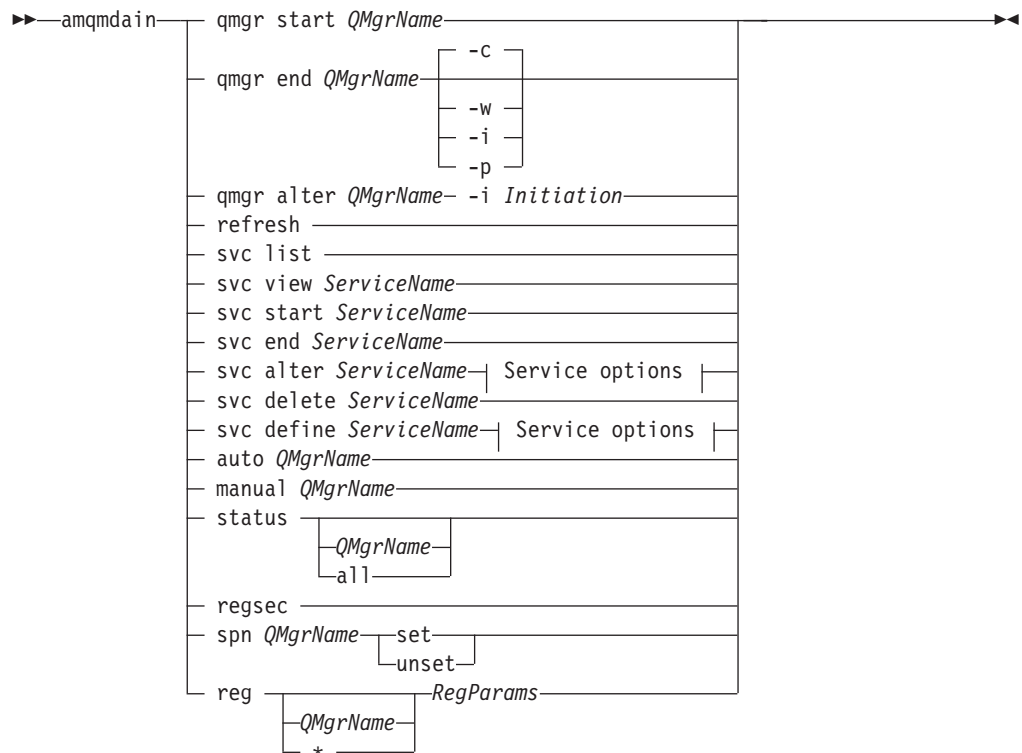 amqmdain qmgr start QMgrName
-c
qmgr end QMgrName
-w
-i
-p
qmgr alter QMgrName -i Initiation
refresh
svc list
svc view ServiceName
svc start ServiceName
svc end ServiceName
svc alter ServiceName Service options
svc delete ServiceName
svc define ServiceName Service options
auto QMgrName
manual QMgrName
status
QMgrName
all
regsec
spn QMgrName set
unset
reg RegParams
QMgrName
*